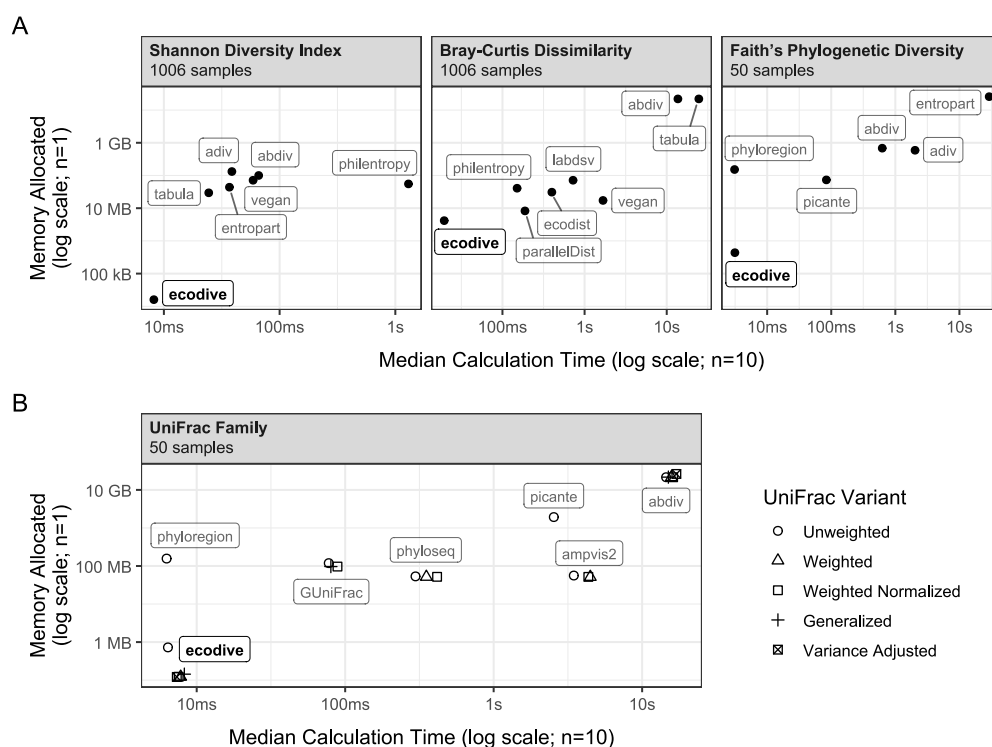 A
Shannon Diversity Index
1006 samples
Bray-Curtis Dissimilarity
1006 samples
Faith's Phylogenetic Diversity
50 samples
Memory Allocated
(log scale; n=1)
1 GB
10 MB
100 kB
adiv
abdiv
philentropy
tabula
vegan
entropart
ecodive
abdiv
tabula
labdsv
philentropy
vegan
ecodist
ecodive
parallelDist
entropart
abdiv
phyloregion
adiv
picante
ecodive
10ms
100ms
1s
100ms
1s
10s
10ms
100ms
1s
10s
Median Calculation Time (log scale; n=10)
B
UniFrac Family
50 samples
Memory Allocated
(log scale; n=1)
10 GB
100 MB
1 MB
picante
abdiv
phyloregion
phyloseq
ampvis2
GUniFrac
ecodive
10ms
100ms
1s
10s
Median Calculation Time (log scale; n=10)
UniFrac Variant
Unweighted
Weighted
Weighted Normalized
Generalized
Variance Adjusted